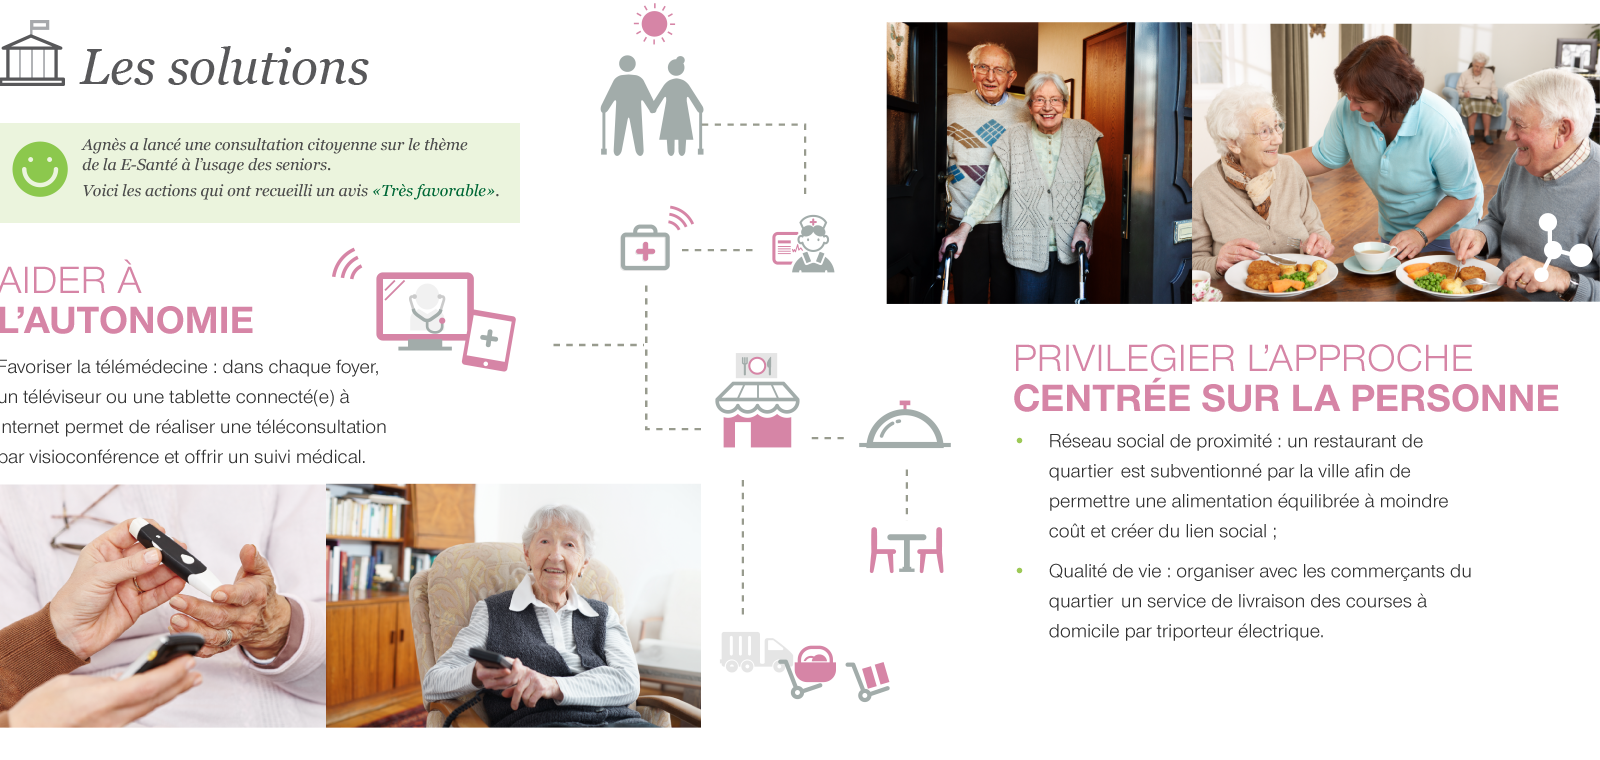 Les solutions
Agnès a lancé une consultation citoyenne sur le thème
de la E-Santé à l'usage des seniors.
Voici les actions qui ont recueilli un avis «Très favorable».
AIDER À
L'AUTONOMIE
Favoriser la télémédecine : dans chaque foyer,
un téléviseur ou une tablette connecté(e) à
internet permet de réaliser une téléconsultation
par visioconférence et offrir un suivi médical.
PRIVILEGIER L'APPROCHE
CENTRÉE SUR LA PERSONNE
• Réseau social de proximité : un restaurant de
quartier est subventionné par la ville afin de
permettre une alimentation équilibrée à moindre
coût et créer du lien social ;
• Qualité de vie : organiser avec les commerçants du
quartier un service de livraison des courses à
domicile par triporteur électrique.